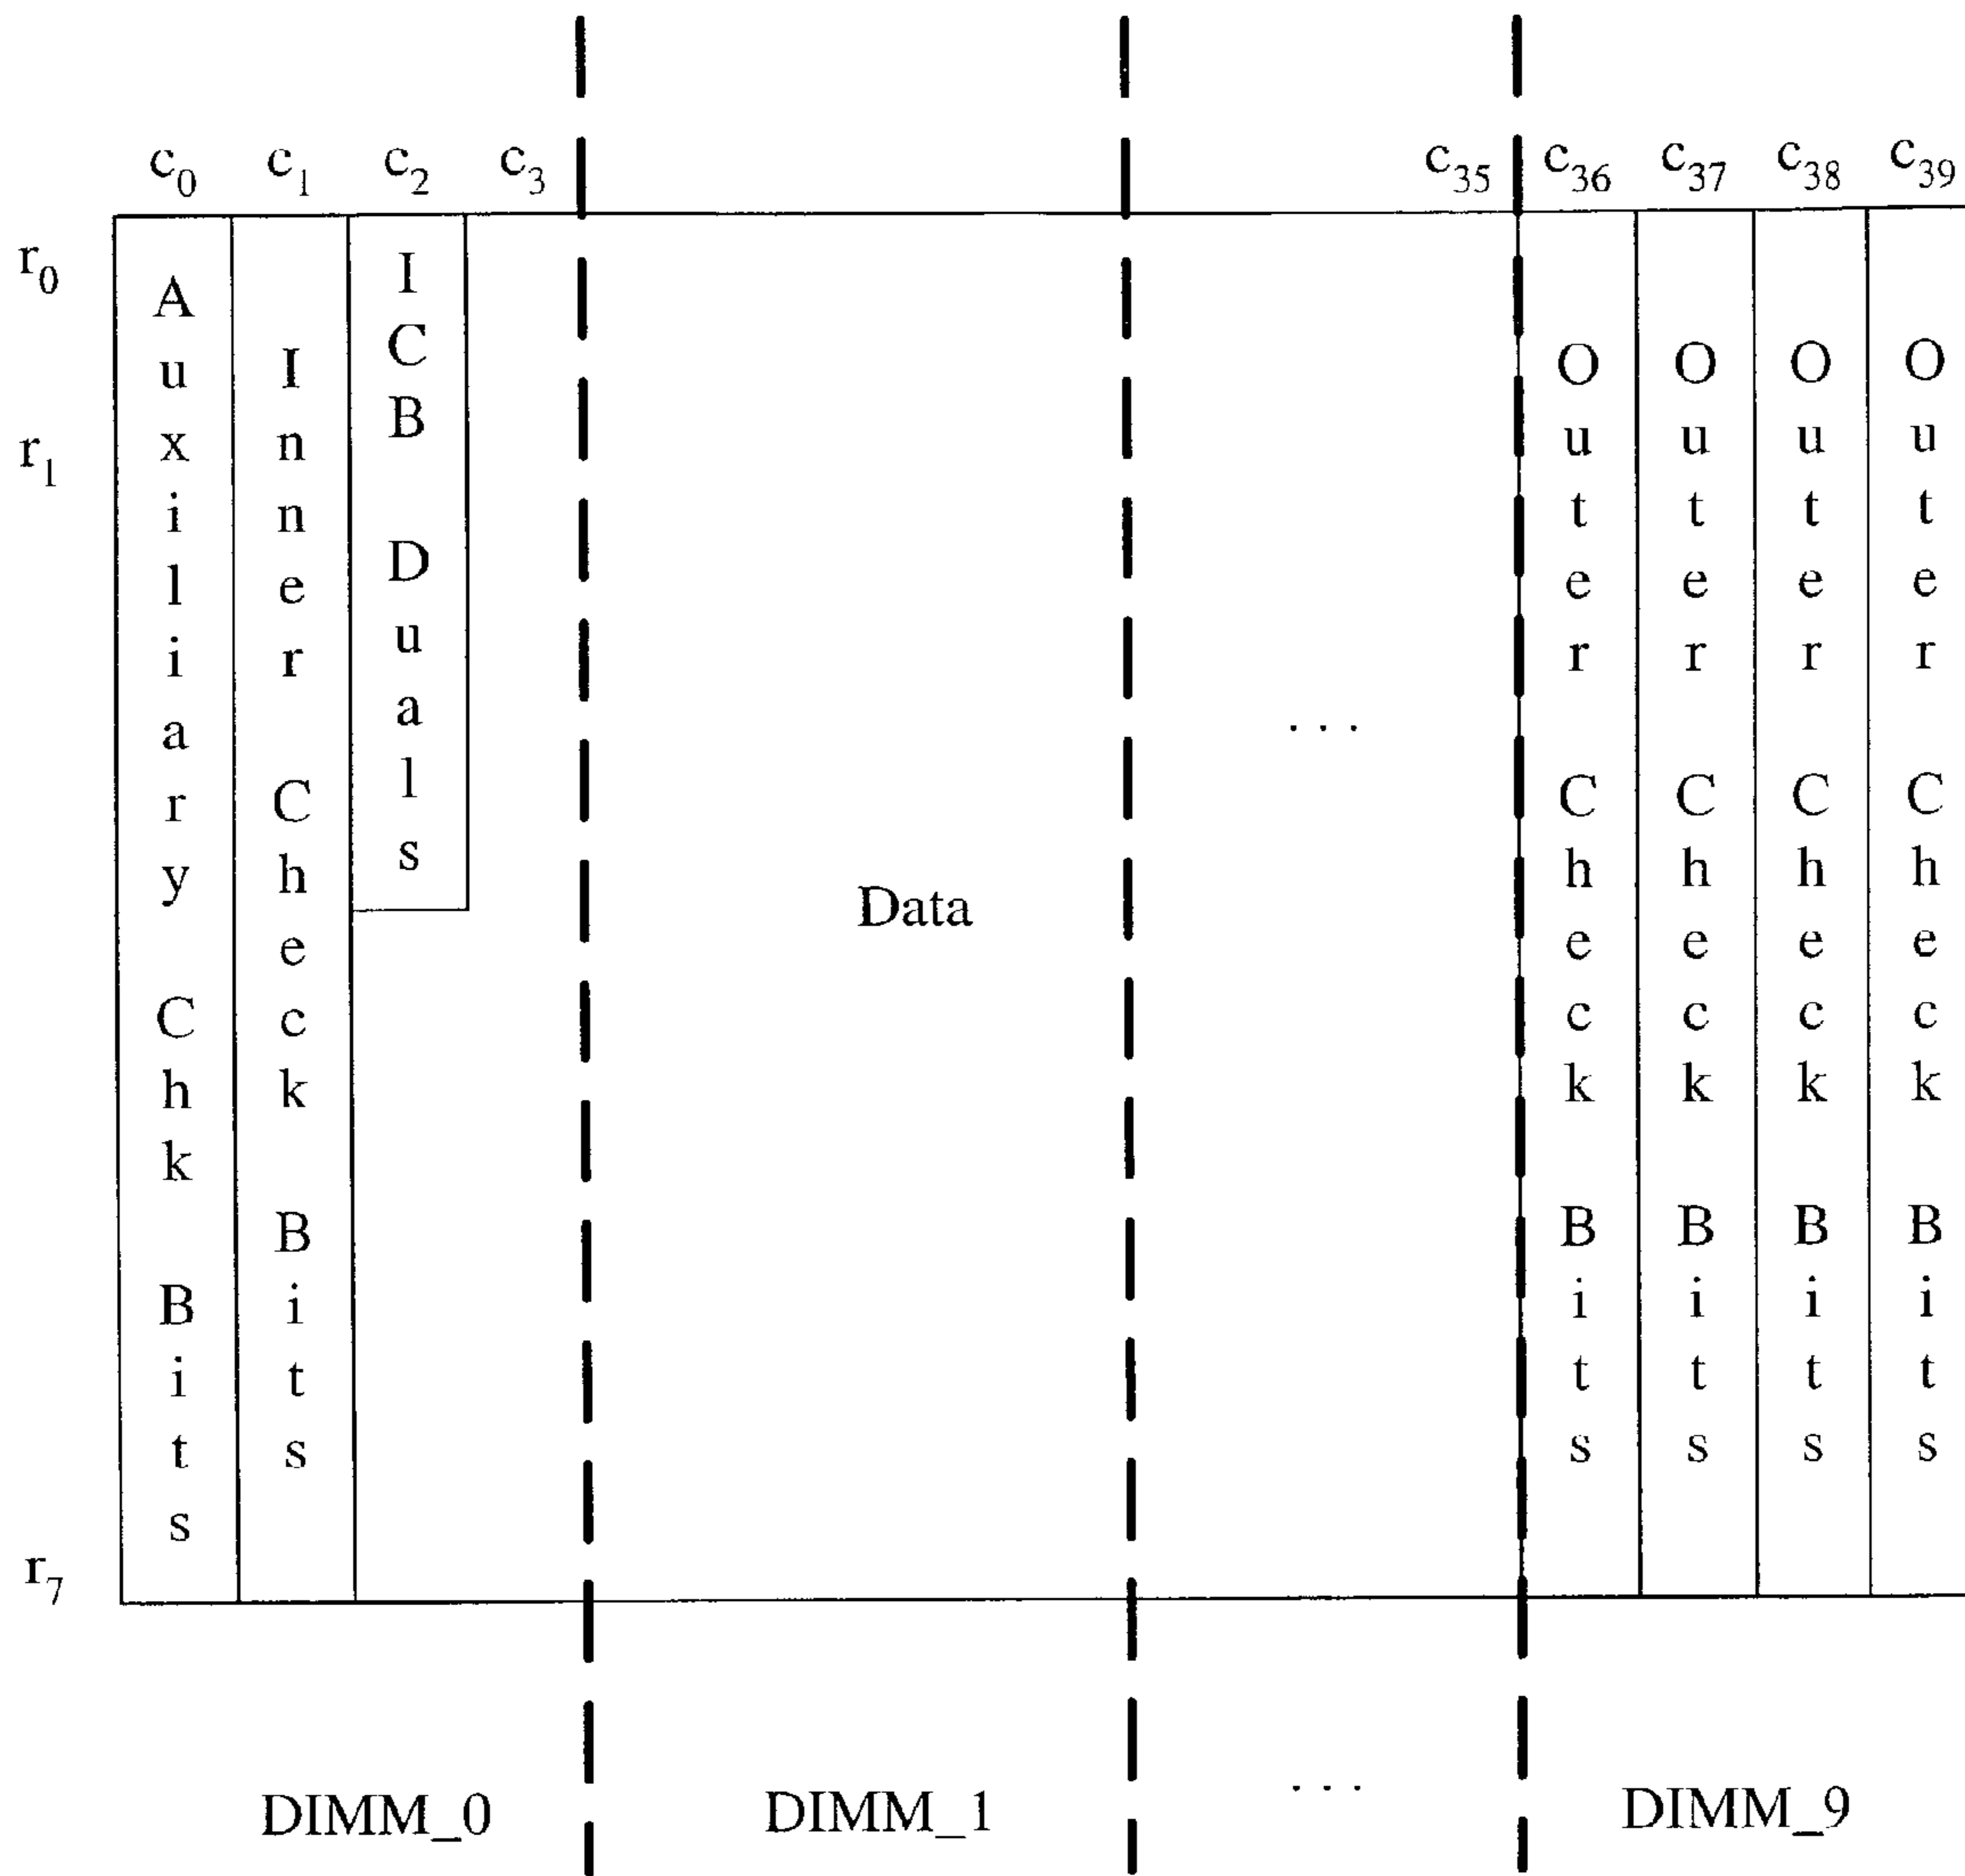 c0 c1 c2 c3 c35 c36 c37 c38 c39
r0
r1
r7
Auxiliary Chk Bits
Inner Check Bits
ICB Duals
Data
...
Outer Check Bits
Outer Check Bits
Outer Check Bits
Outer Check Bits
DIMM_0 DIMM_1 ... DIMM_9